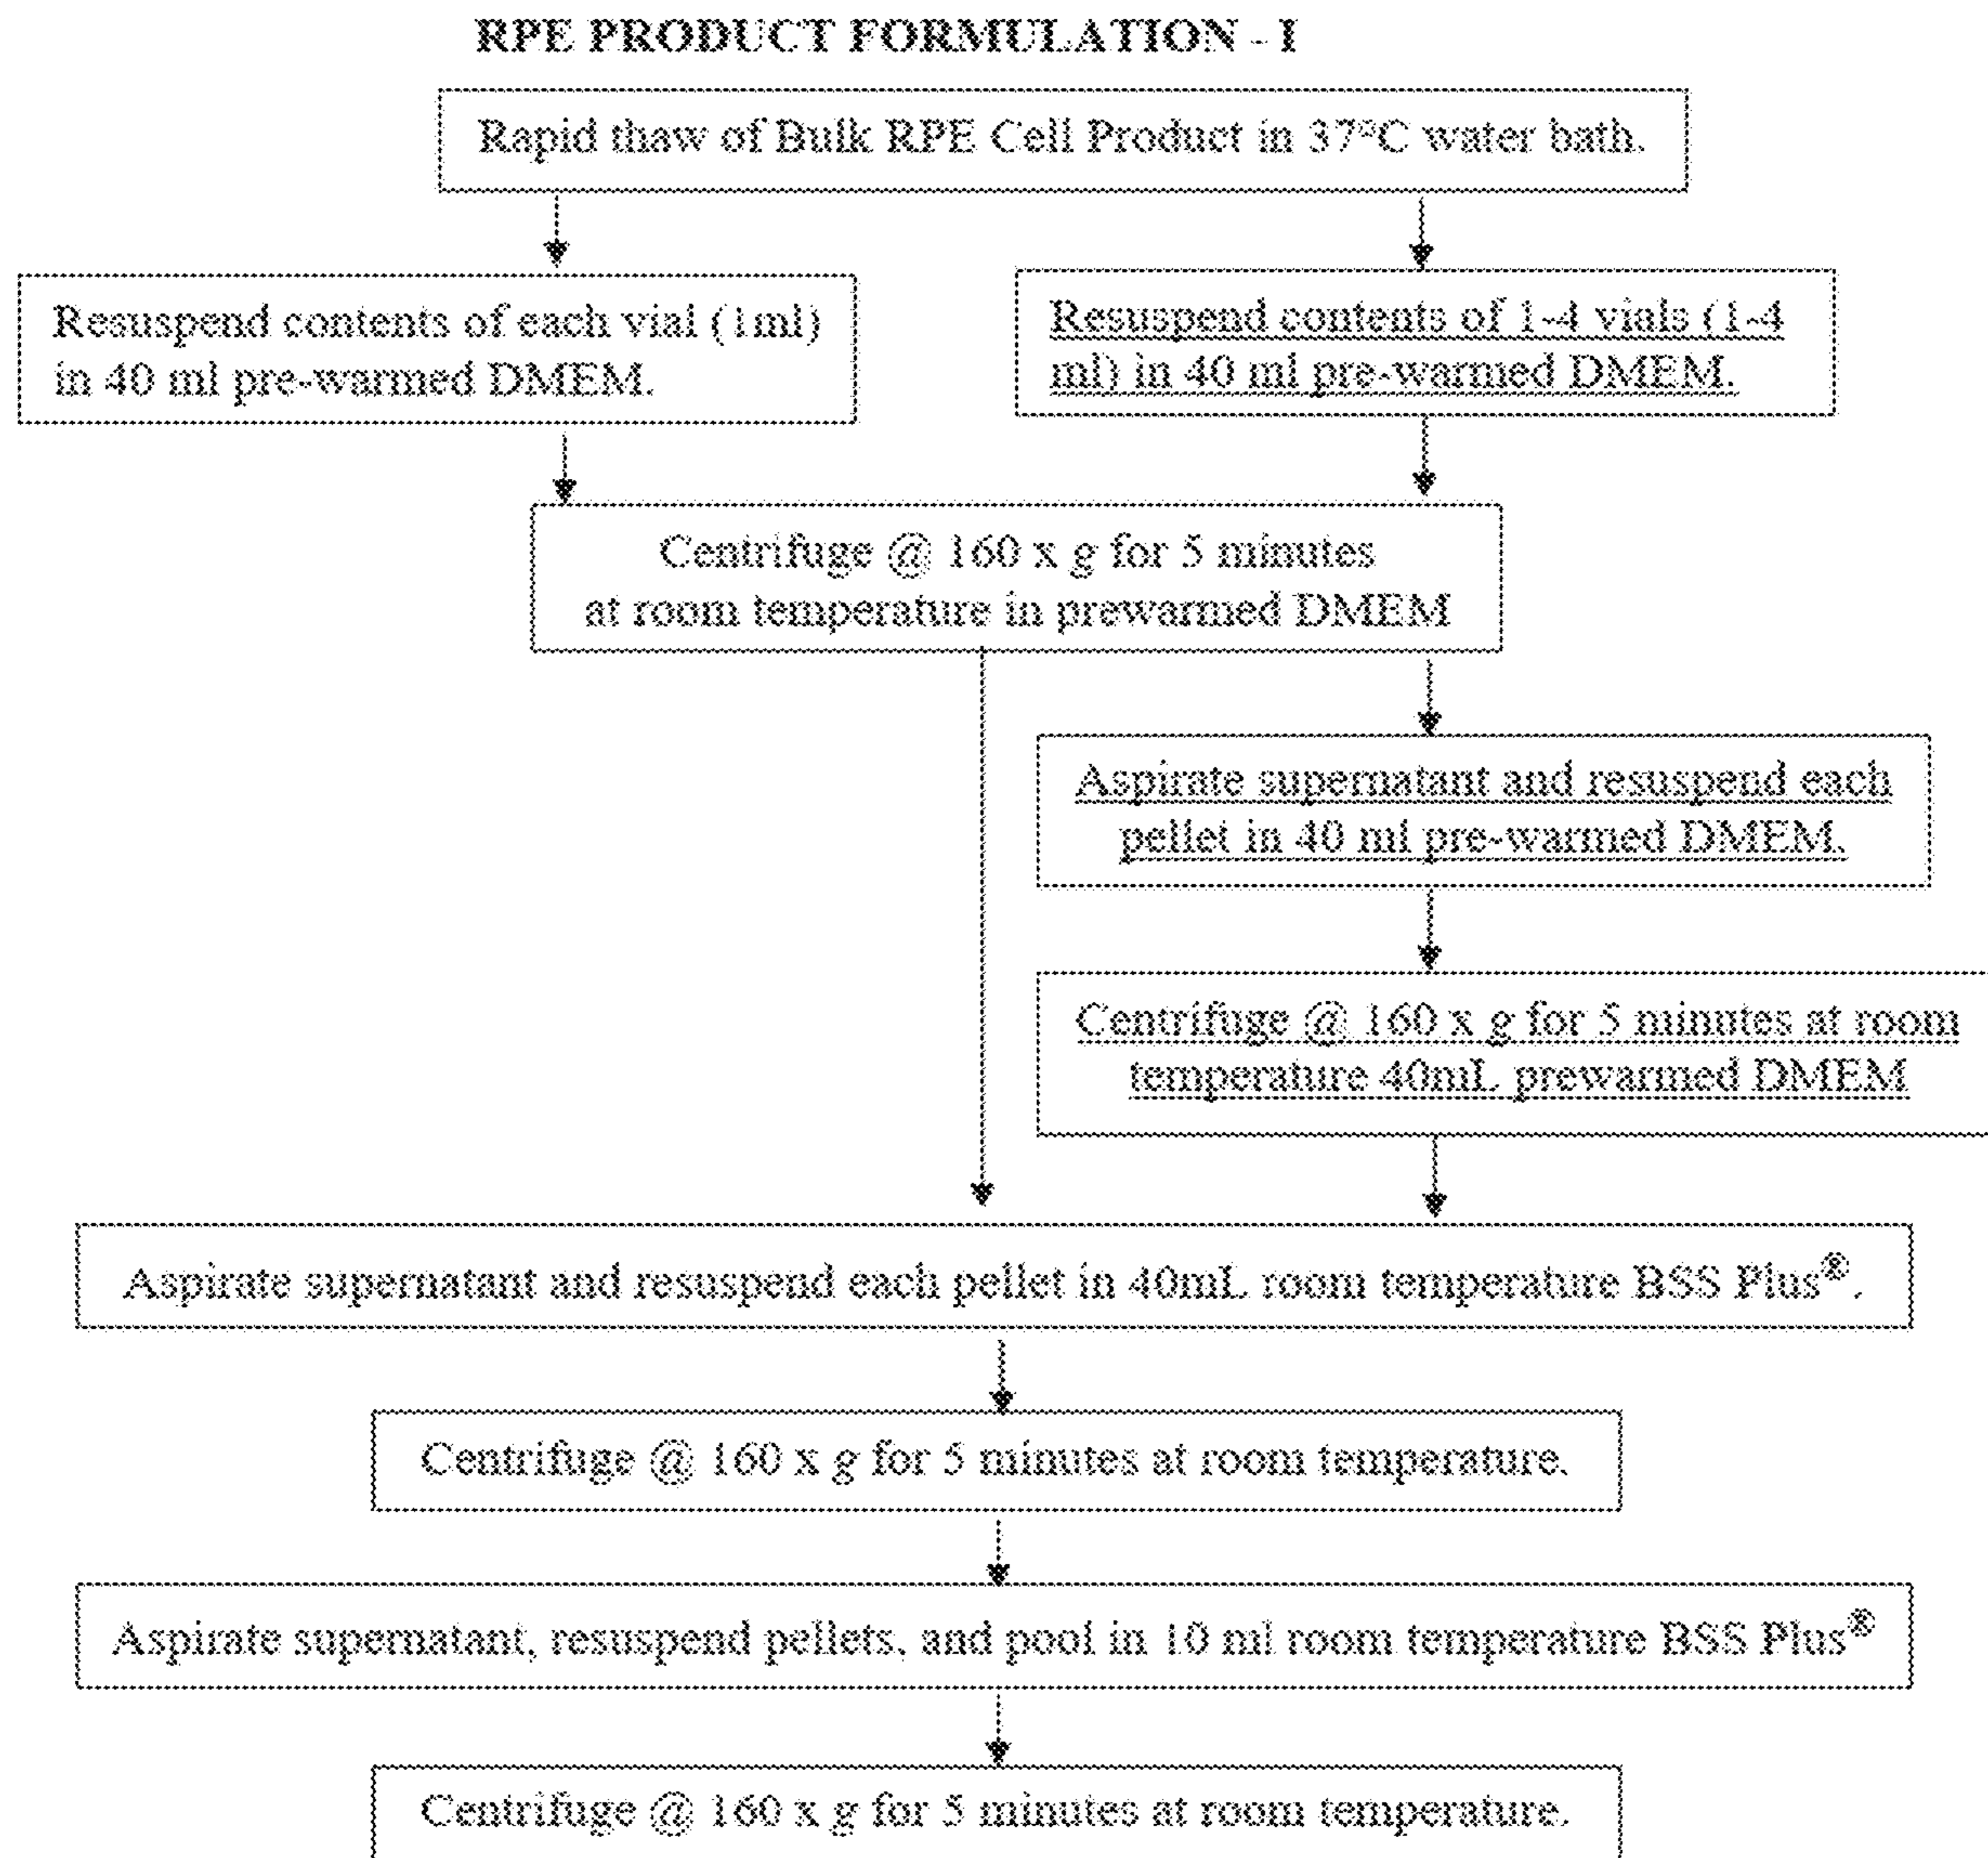 RPE PRODUCT FORMULATION - I
Rapid thaw of Bulk RPE Cell Product in 37°C water bath.
Resuspend contents of each vial (1ml)
in 40 ml pre-warmed DMEM.
Resuspend contents of 1-4 vials (1-4
ml) in 40 ml pre-warmed DMEM.
Centrifuge @ 160 x g for 5 minutes
at room temperature in prewarmed DMEM
Aspirate supernatant and resuspend each
pellet in 40 ml pre-warmed DMEM.
Centrifuge @ 160 x g for 5 minutes at room
temperature 40mL prewarmed DMEM
Aspirate supernatant and resuspend each pellet in 40mL room temperature BSS Plus®.
Centrifuge @ 160 x g for 5 minutes at room temperature.
Aspirate supernatant, resuspend pellets, and pool in 10 ml room temperature BSS Plus®
Centrifuge @ 160 x g for 5 minutes at room temperature.